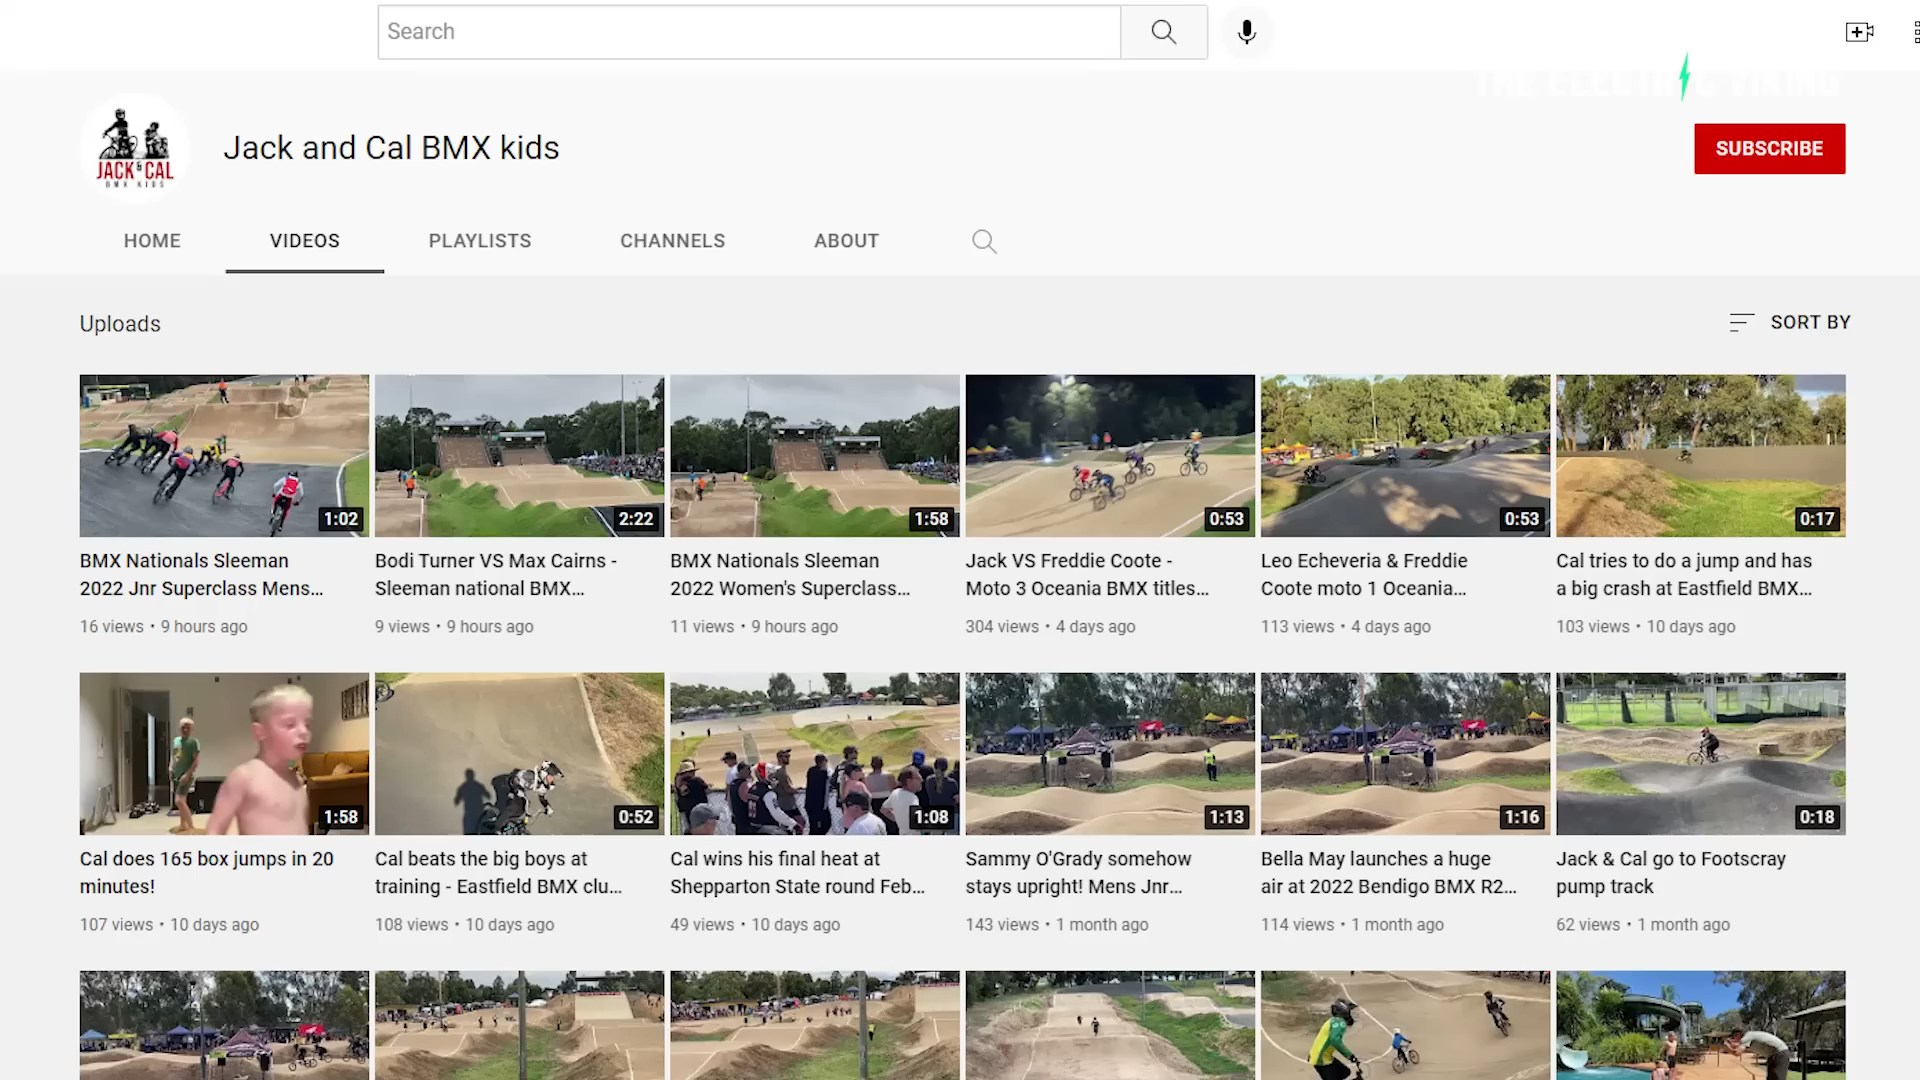 Search
THE ELECTRIC VIKING
JACK & CAL
BMX KIDS
Jack and Cal BMX kids
SUBSCRIBE
HOME
VIDEOS
PLAYLISTS
CHANNELS
ABOUT
Uploads
SORT BY
1:02
2:22
1:58
0:53
0:53
0:17
BMX Nationals Sleeman
2022 Jnr Superclass Mens...
16 views • 9 hours ago
Bodi Turner VS Max Cairns -
Sleeman national BMX...
9 views • 9 hours ago
BMX Nationals Sleeman
2022 Women's Superclass...
11 views • 9 hours ago
Jack VS Freddie Coote -
Moto 3 Oceania BMX titles...
304 views • 4 days ago
Leo Echeveria & Freddie
Coote moto 1 Oceania...
113 views • 4 days ago
Cal tries to do a jump and has
a big crash at Eastfield BMX...
103 views • 10 days ago
1:58
0:52
1:08
1:13
1:16
0:18
Cal does 165 box jumps in 20
minutes!
107 views • 10 days ago
Cal beats the big boys at
training - Eastfield BMX clu...
108 views • 10 days ago
Cal wins his final heat at
Shepparton State round Feb...
49 views • 10 days ago
Sammy O'Grady somehow
stays upright! Mens Jnr...
143 views • 1 month ago
Bella May launches a huge
air at 2022 Bendigo BMX R2...
114 views • 1 month ago
Jack & Cal go to Footscray
pump track
62 views • 1 month ago